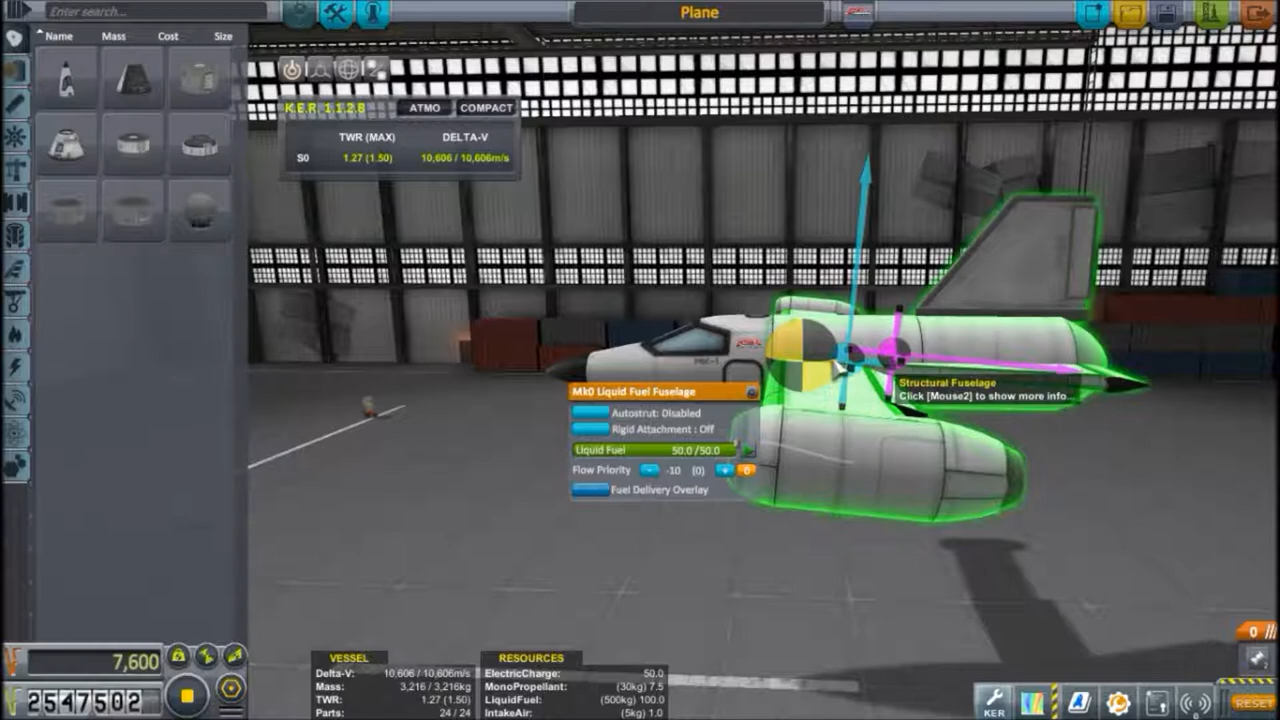 Enter search...
Plane
Name Mass Cost Size
K.E.R. 1.1.2.8 ATMO COMPACT
TWR (MAX) DELTA-V
S0 1.27 (1.50) 10,606 / 10,606m/s
MK-1
Mk0 Liquid Fuel Fuselage
Autostrut: Disabled
Rigid Attachment : Off
Liquid Fuel 50.0/50.0
Flow Priority - -10 (0) + 0
Fuel Delivery Overlay
Structural Fuselage
Click [Mouse2] to show more info...
0
7,600
2547502
VESSEL
Delta-V: 10,606 / 10,606m/s
Mass: 3,216 / 3,216kg
TWR: 1.27 (1.50)
Parts: 24 / 24
RESOURCES
ElectricCharge: 50.0
MonoPropellant: (30kg) 7.5
LiquidFuel: (500kg) 100.0
IntakeAir: (5kg) 1.0
KER
RESET